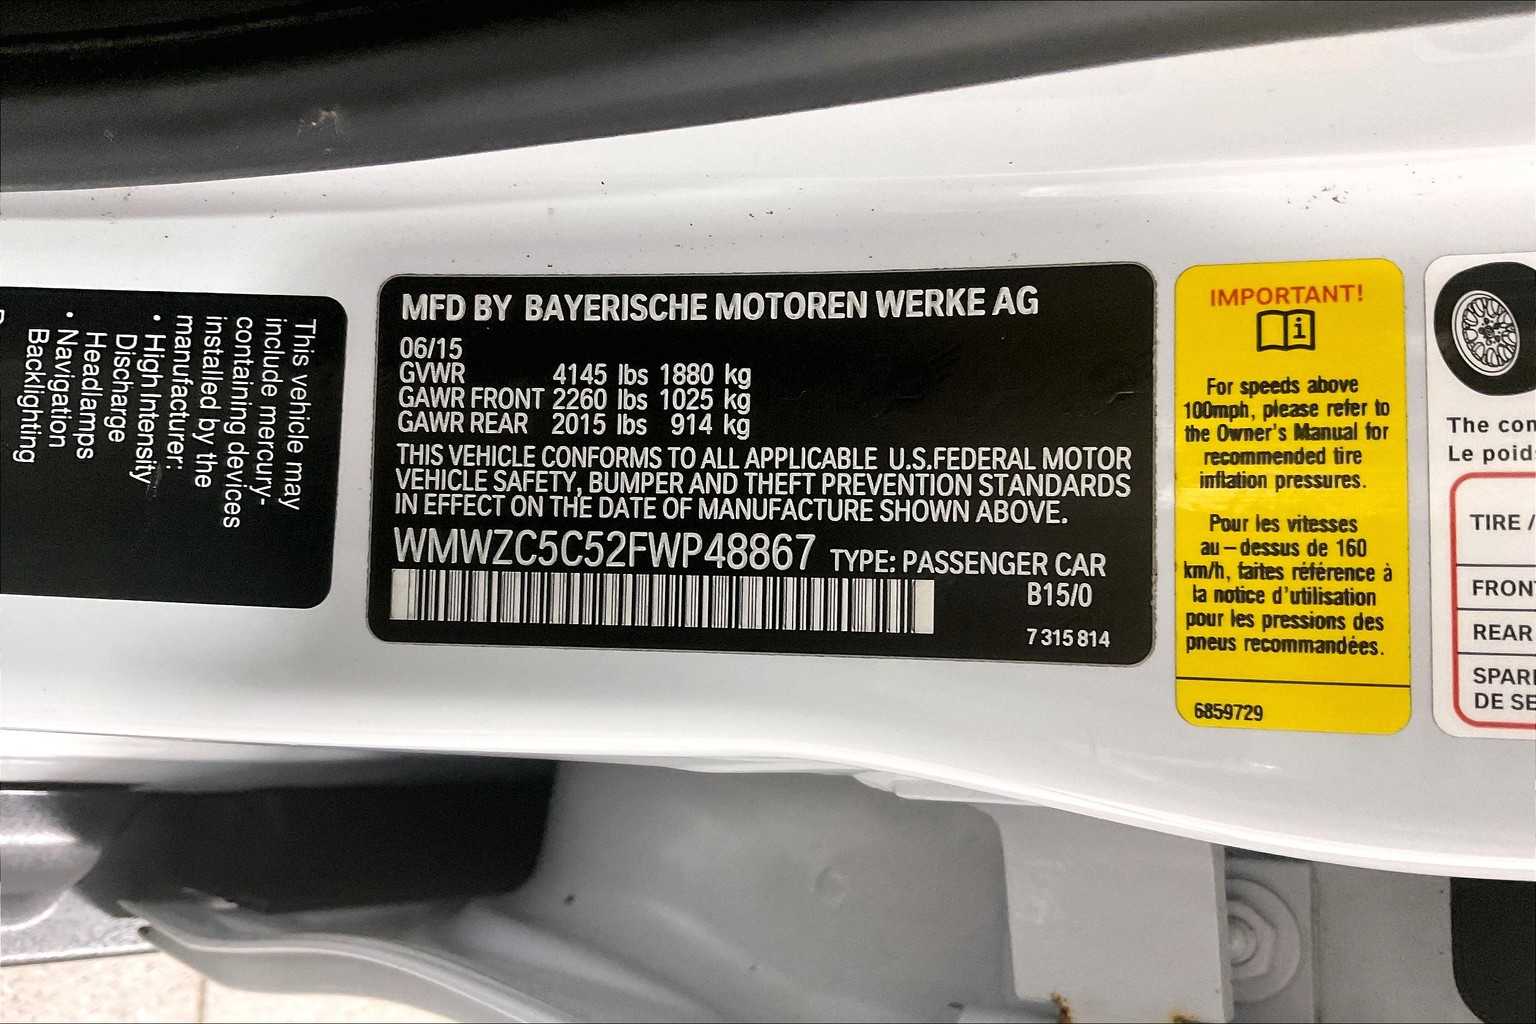 This vehicle may
include mercury-
containing devices
installed by the
manufacturer:
• High Intensity
Discharge
Headlamps
• Navigation
Backlighting
MFD BY BAYERISCHE MOTOREN WERKE AG
06/15
GVWR 4145 lbs 1880 kg
GAWR FRONT 2260 lbs 1025 kg
GAWR REAR 2015 lbs 914 kg
THIS VEHICLE CONFORMS TO ALL APPLICABLE U.S.FEDERAL MOTOR
VEHICLE SAFETY, BUMPER AND THEFT PREVENTION STANDARDS
IN EFFECT ON THE DATE OF MANUFACTURE SHOWN ABOVE.
WMWZC5C52FWP48867 TYPE: PASSENGER CAR
B15/0
7 315 814
IMPORTANT!
For speeds above
100mph, please refer to
the Owner's Manual for
recommended tire
inflation pressures.
Pour les vitesses
au-dessus de 160
km/h, faites référence à
la notice d'utilisation
pour les pressions des
pneus recommandées.
6859729
The com
Le poids
TIRE /
FRONT
REAR
SPARE
DE SE